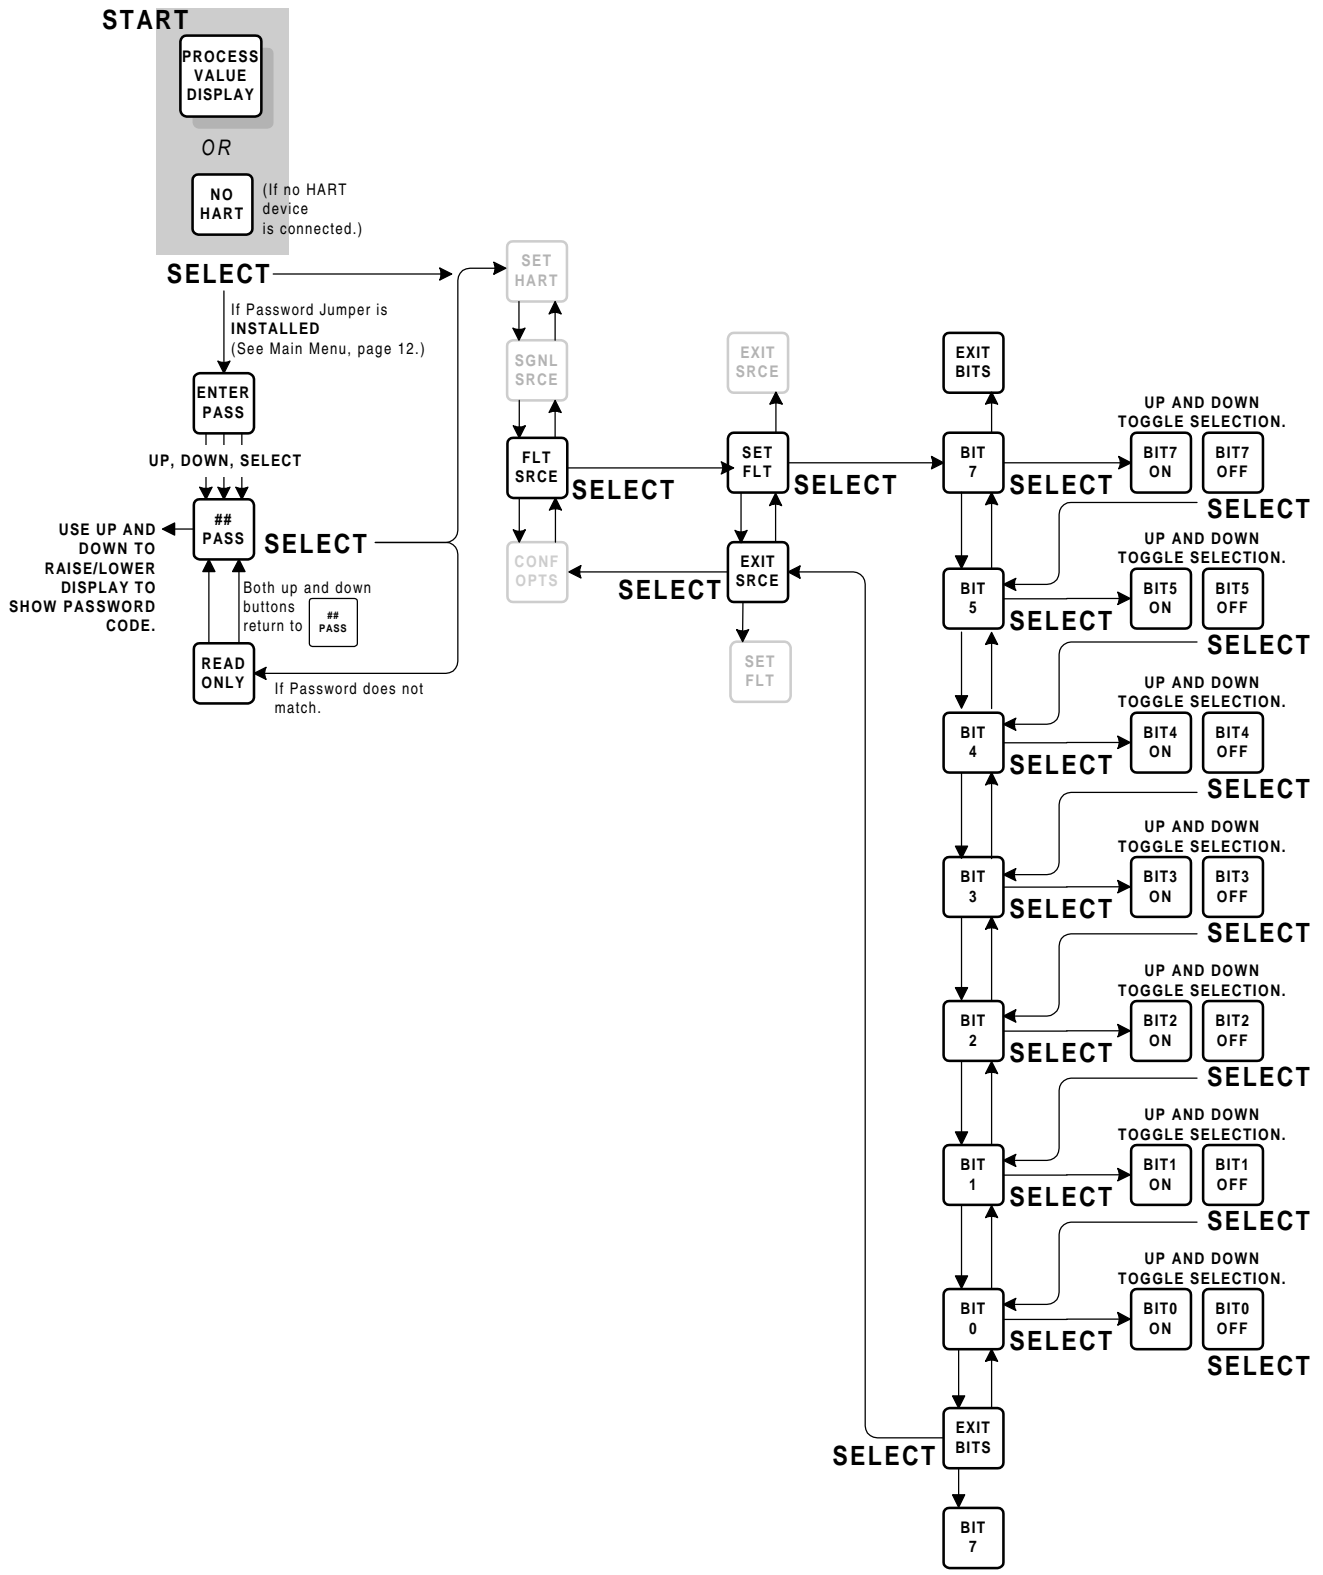 START
PROCESS
VALUE
DISPLAY
OR
NO
HART
(If no HART
device
is connected.)
SELECT
If Password Jumper is
INSTALLED
(See Main Menu, page 12.)
ENTER
PASS
UP, DOWN, SELECT
##
PASS
SELECT
USE UP AND
DOWN TO
RAISE/LOWER
DISPLAY TO
SHOW PASSWORD
CODE.
Both up and down
buttons
return to
##
PASS
READ
ONLY
If Password does not
match.
SET
HART
SGNL
SRCE
FLT
SRCE
SELECT
CONF
OPTS
EXIT
SRCE
SET
FLT
SELECT
EXIT
SRCE
SELECT
SET
FLT
EXIT
BITS
BIT
7
SELECT
UP AND DOWN
TOGGLE SELECTION.
BIT7
ON
BIT7
OFF
SELECT
BIT
5
SELECT
UP AND DOWN
TOGGLE SELECTION.
BIT5
ON
BIT5
OFF
SELECT
BIT
4
SELECT
UP AND DOWN
TOGGLE SELECTION.
BIT4
ON
BIT4
OFF
SELECT
BIT
3
SELECT
UP AND DOWN
TOGGLE SELECTION.
BIT3
ON
BIT3
OFF
SELECT
BIT
2
SELECT
UP AND DOWN
TOGGLE SELECTION.
BIT2
ON
BIT2
OFF
SELECT
BIT
1
SELECT
UP AND DOWN
TOGGLE SELECTION.
BIT1
ON
BIT1
OFF
SELECT
BIT
0
SELECT
UP AND DOWN
TOGGLE SELECTION.
BIT0
ON
BIT0
OFF
SELECT
EXIT
BITS
SELECT
BIT
7